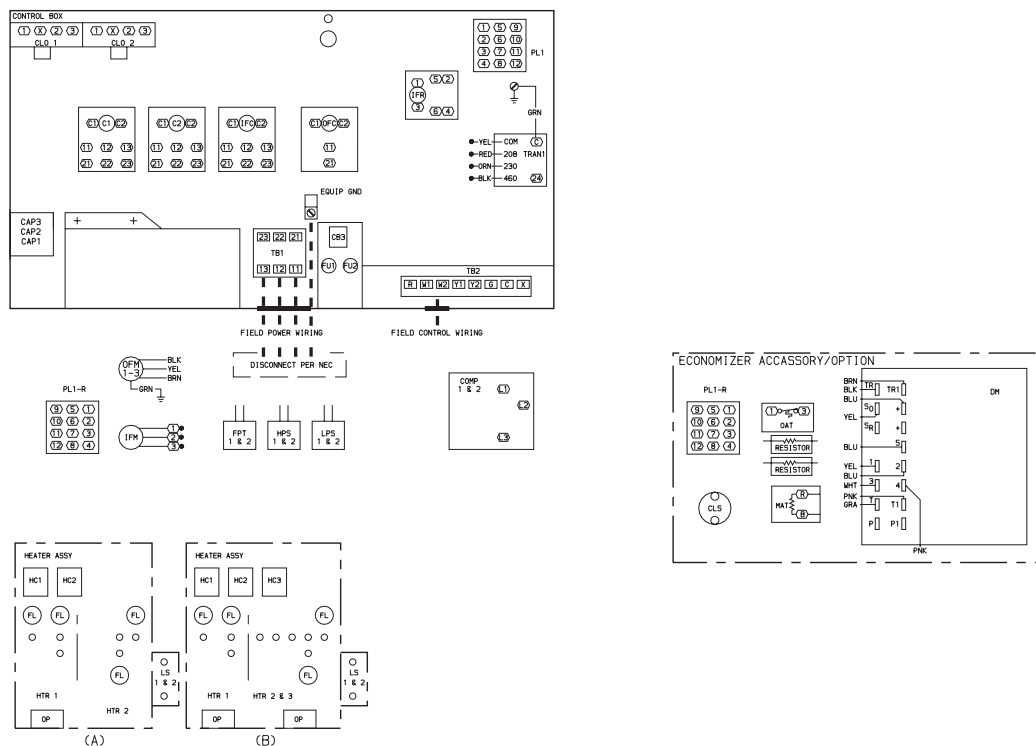 CONTROL BOX
1 X 2 3 1 X 2 3
CLO 1 CLO 2
1 5 9
2 6 10
3 7 11
4 8 12
PL1
1 5 2
IFR
3 6 4
GRN
C1 C1 C2
11 12 13
21 22 23
C1 C2 C2
11 12 13
21 22 23
C1 IFC C2
11 12 13
21 22 23
C1 OFC C2
11
21
YEL COM C
RED 208 TRAN1
ORN 230
BLK 460 24
EQUIP GND
CAP3
CAP2
CAP1
+ +
23 22 21
TB1
13 12 11
CB3
FU1 FU2
TB2
R W1 W2 Y1 Y2 G C X
FIELD POWER WIRING
FIELD CONTROL WIRING
DISCONNECT PER NEC
OFM
1-3
BLK
YEL
BRN
GRN
PL1-R
9 5 1
10 6 2
11 7 3
12 8 4
IFM
1
2
3
FPT
1 & 2
HPS
1 & 2
LPS
1 & 2
COMP
1 & 2
L1
L2
L3
ECONOMIZER ACCASSORY/OPTION
PL1-R
9 5 1
10 6 2
11 7 3
12 8 4
1 3
OAT
RESISTOR
RESISTOR
CLS
MAT
R
B
BRN
BLK TR TR1
BLU
SO +
YEL
SR +
BLU 5
YEL 1 2
BLU
WHT 3 4
PNK
GRA T T1
P P1
DM
PNK
HEATER ASSY
HC1 HC2
FL FL FL
FL
HTR 1
HTR 2
OP
LS
1 & 2
(A)
HEATER ASSY
HC1 HC2 HC3
FL FL FL
FL
HTR 1 HTR 2 & 3
OP OP
LS
1 & 2
(B)